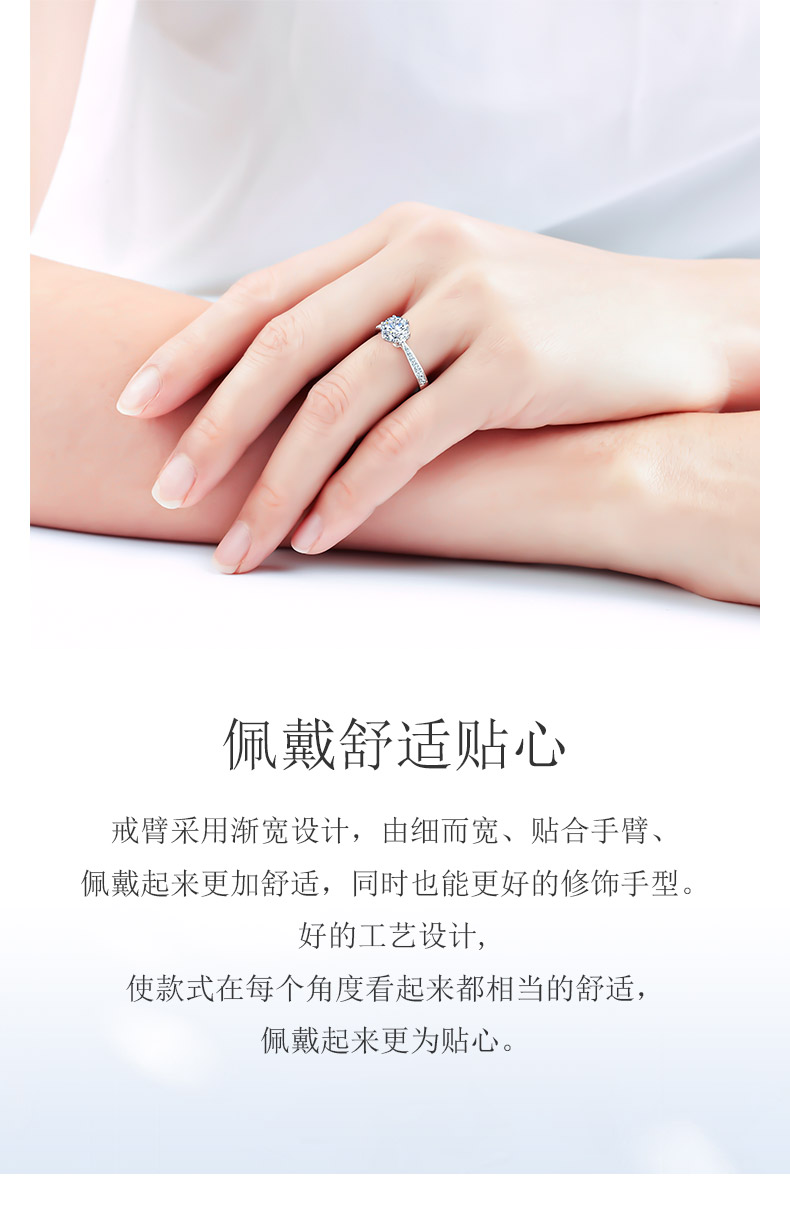 佩戴舒适贴心
戒臂采用渐宽设计，由细而宽、贴合手臂、
佩戴起来更加舒适，同时也能更好的修饰手型。
好的工艺设计,
使款式在每个角度看起来都相当的舒适，
佩戴起来更为贴心。